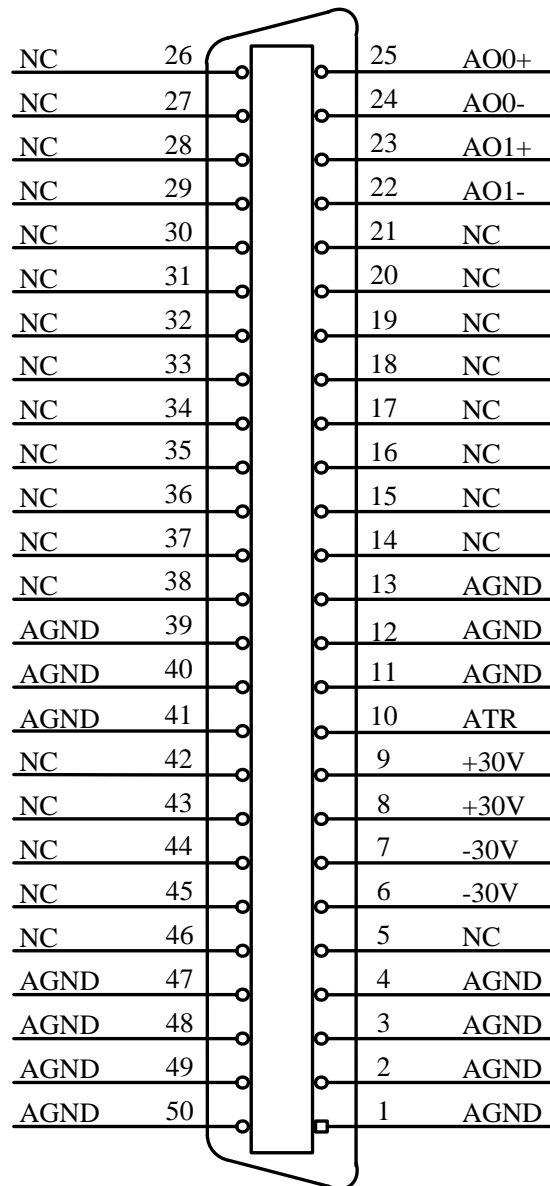 NC 26 25 AO0+
NC 27 24 AO0-
NC 28 23 AO1+
NC 29 22 AO1-
NC 30 21 NC
NC 31 20 NC
NC 32 19 NC
NC 33 18 NC
NC 34 17 NC
NC 35 16 NC
NC 36 15 NC
NC 37 14 NC
NC 38 13 AGND
AGND 39 12 AGND
AGND 40 11 AGND
AGND 41 10 ATR
NC 42 9 +30V
NC 43 8 +30V
NC 44 7 -30V
NC 45 6 -30V
NC 46 5 NC
AGND 47 4 AGND
AGND 48 3 AGND
AGND 49 2 AGND
AGND 50 1 AGND